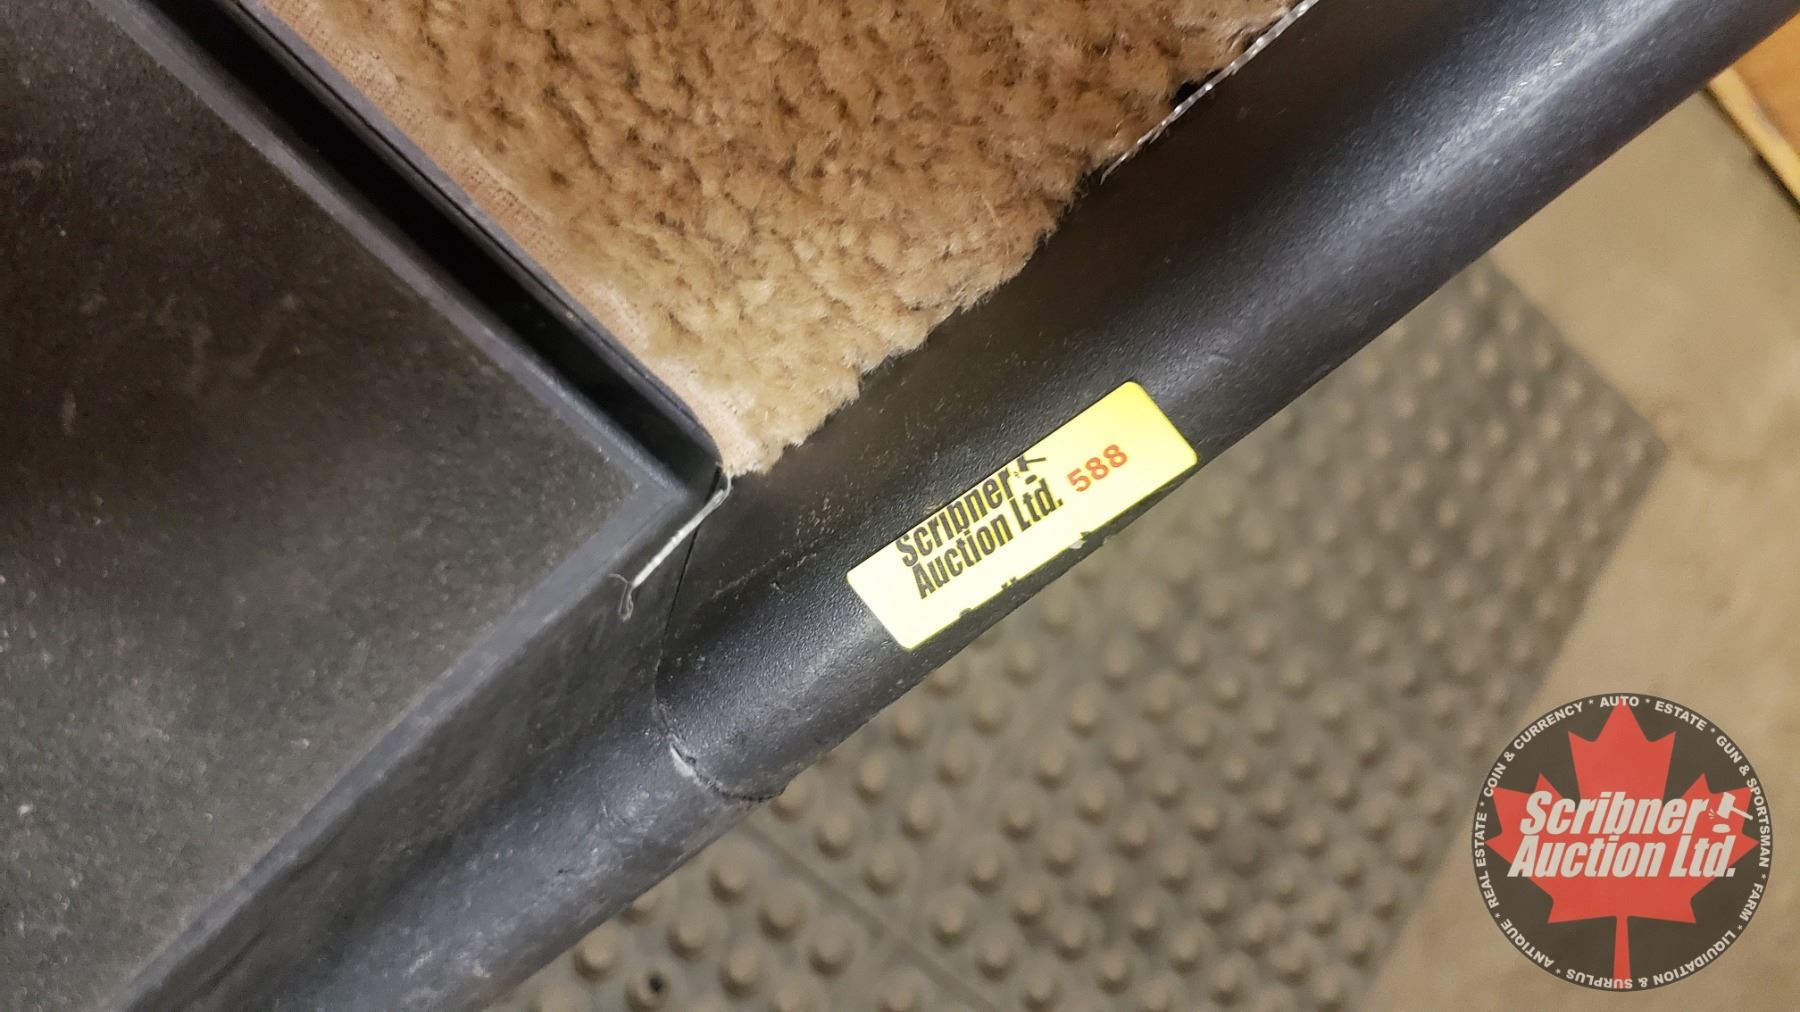 Scribner
Auction Ltd.
588
* COIN & CURRENCY * AUTO * ESTATE * GUN & SPORTSMAN * FARM * LIQUIDATION & SURPLUS * ANTIQUE * REAL ESTATE
Scribner
Auction Ltd.